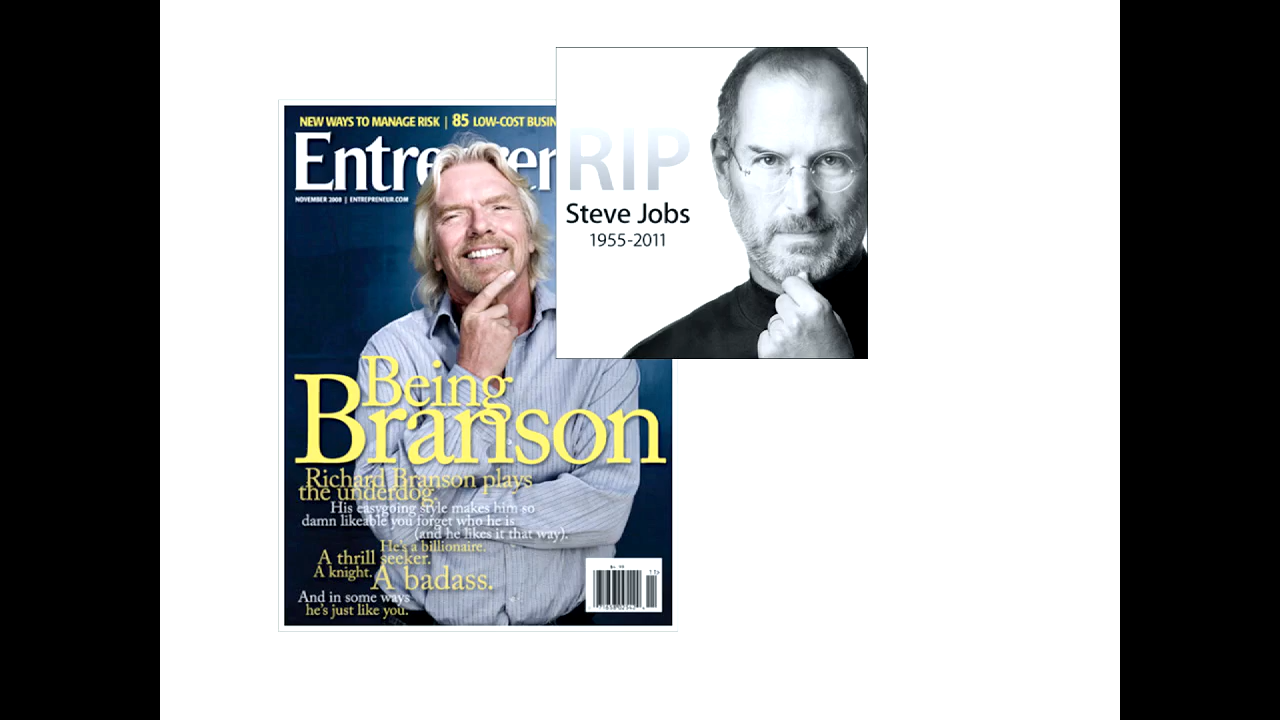 NEW WAYS TO MANAGE RISK | 85 LOW-COST BUSIN
Entrepren
NOVEMBER 2008 | ENTREPRENEUR.COM
RIP
Steve Jobs
1955-2011
Being
Branson
Richard Branson plays
the underdog.
His easygoing style makes him so
damn likeable you forget who he is
(and he likes it that way).
He's a billionaire.
A thrill seeker.
A knight. A badass.
And in some ways
he's just like you.